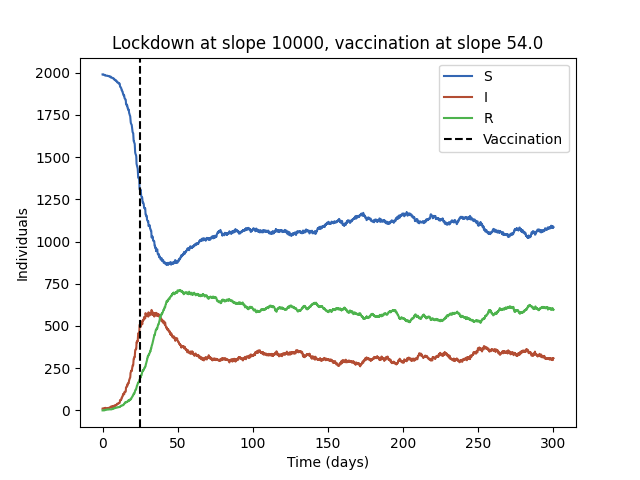 Lockdown at slope 10000, vaccination at slope 54.0
S
I
R
Vaccination
Individuals
2000
1750
1500
1250
1000
750
500
250
0
0 50 100 150 200 250 300
Time (days)